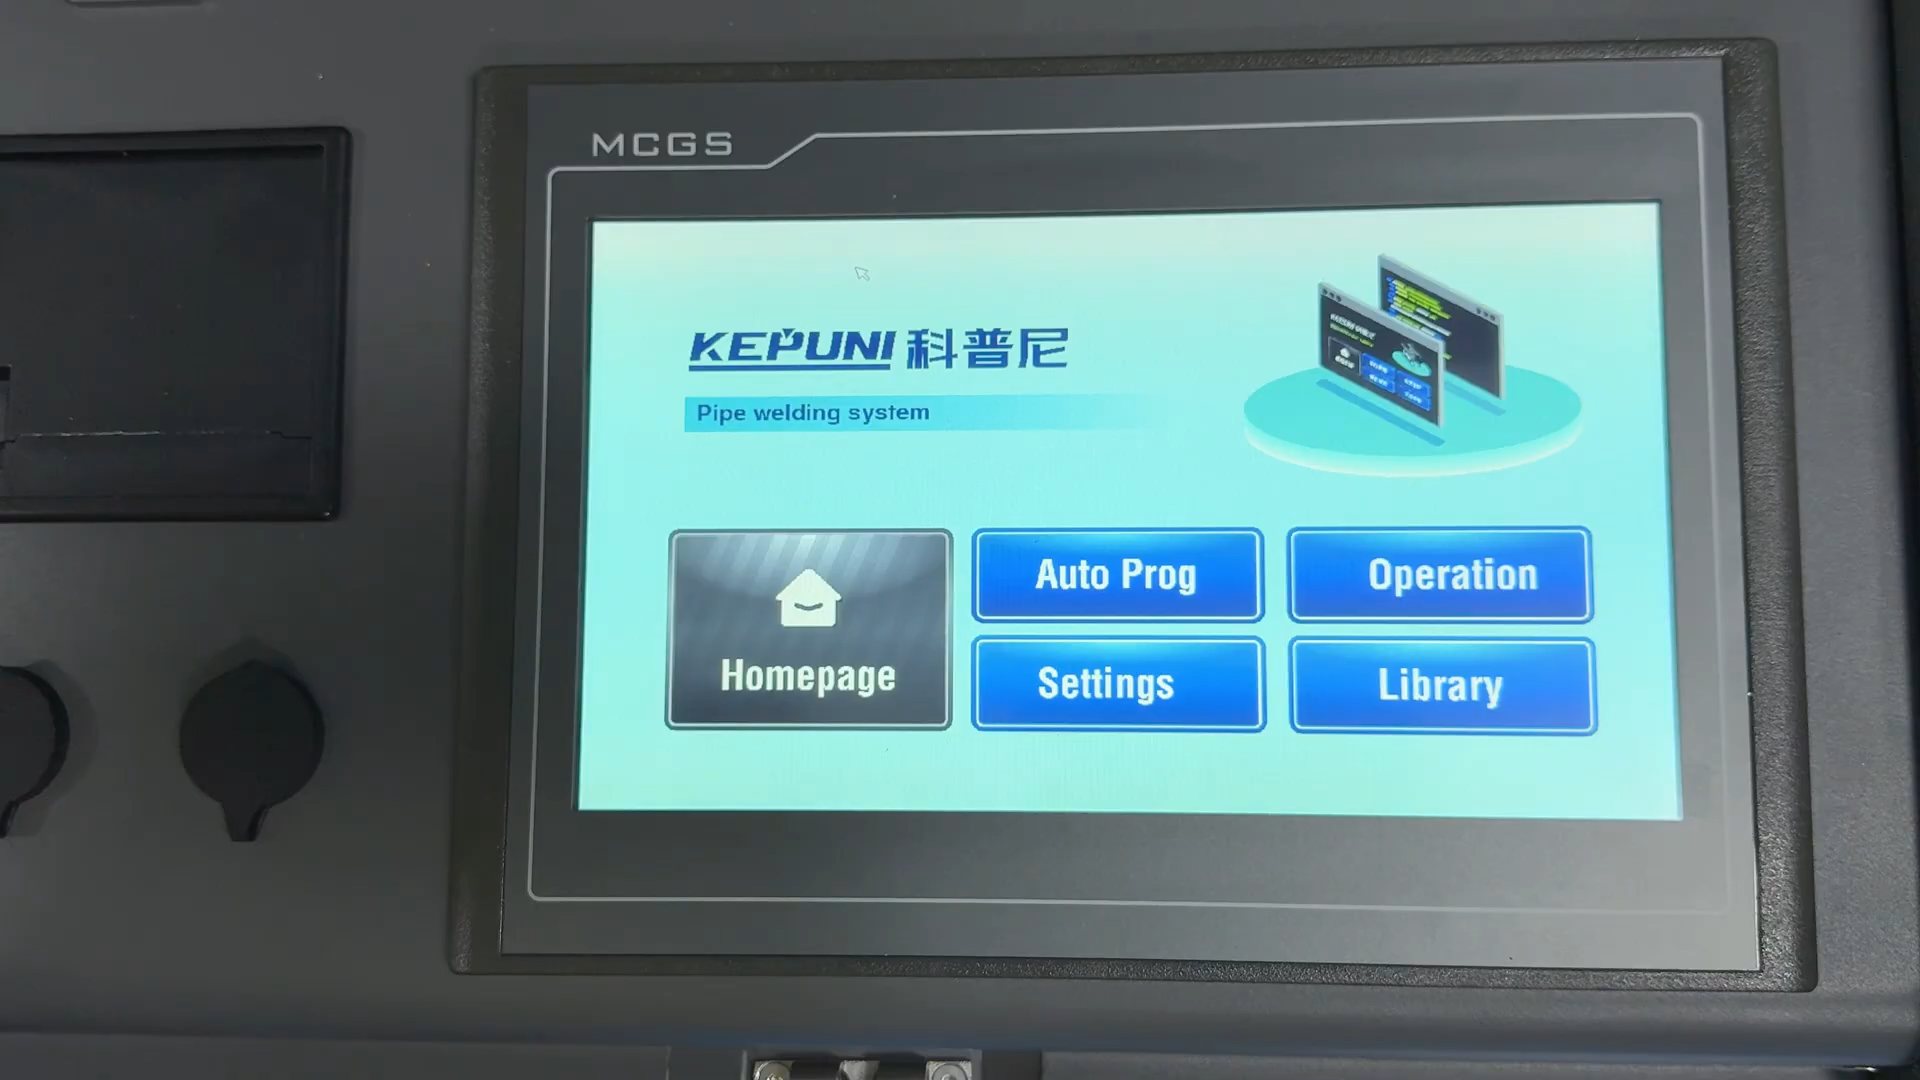 MCGS
KEPUNI 科普尼
Pipe welding system
Homepage
Auto Prog
Operation
Settings
Library